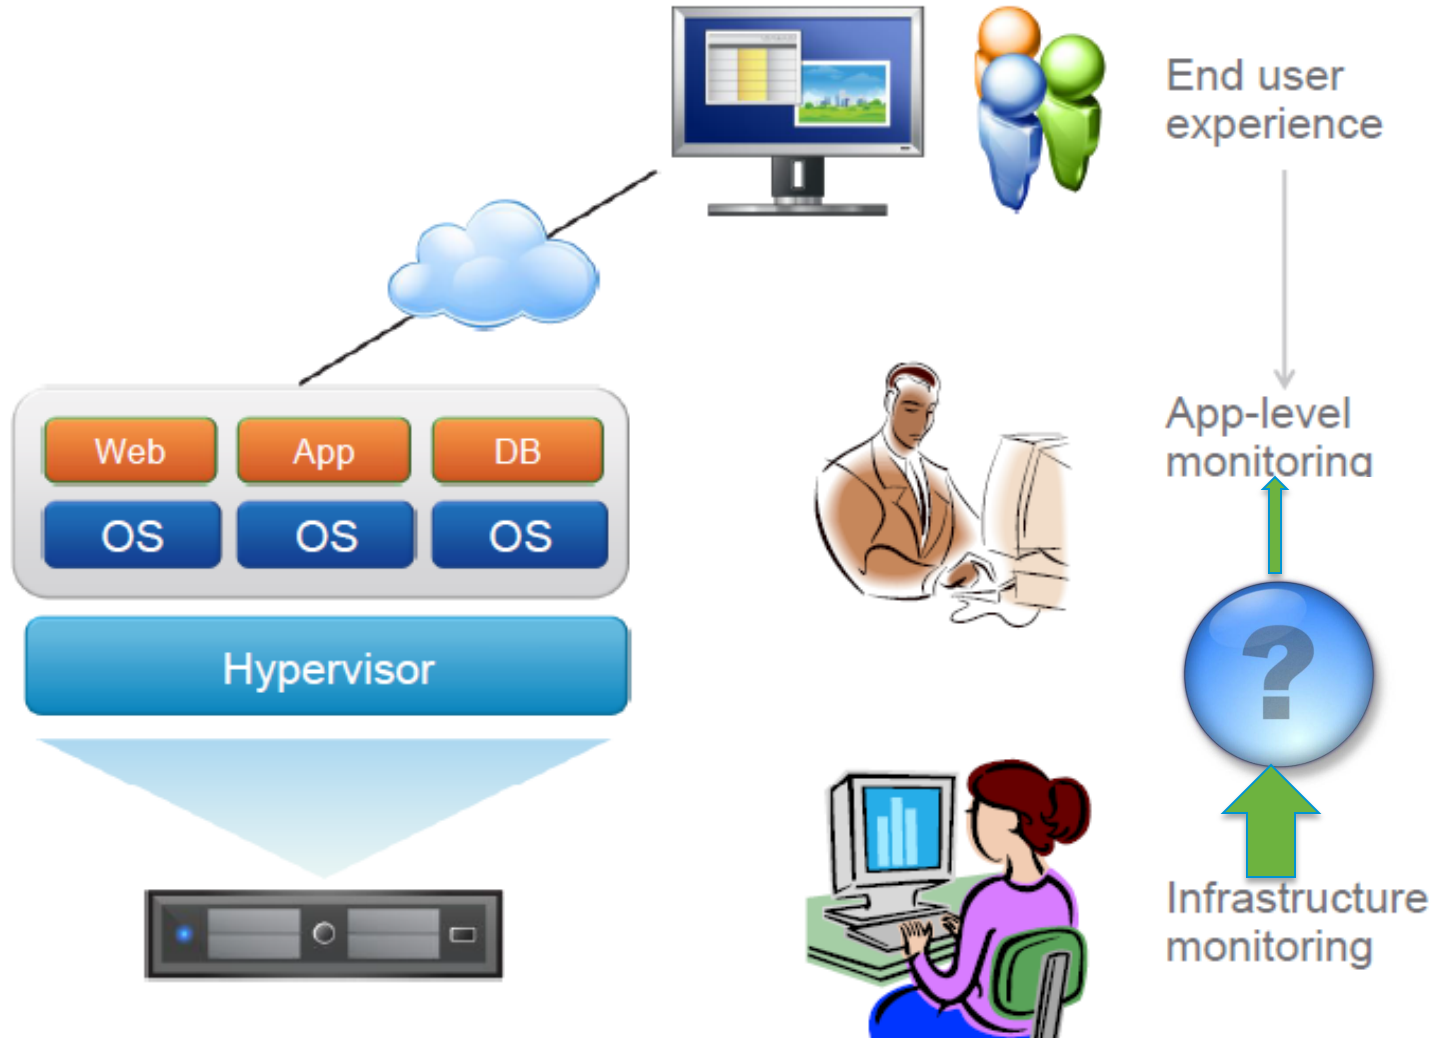 End user
experience
Web App DB
OS OS OS
App-level
monitoring
?
Hypervisor
Infrastructure
monitoring